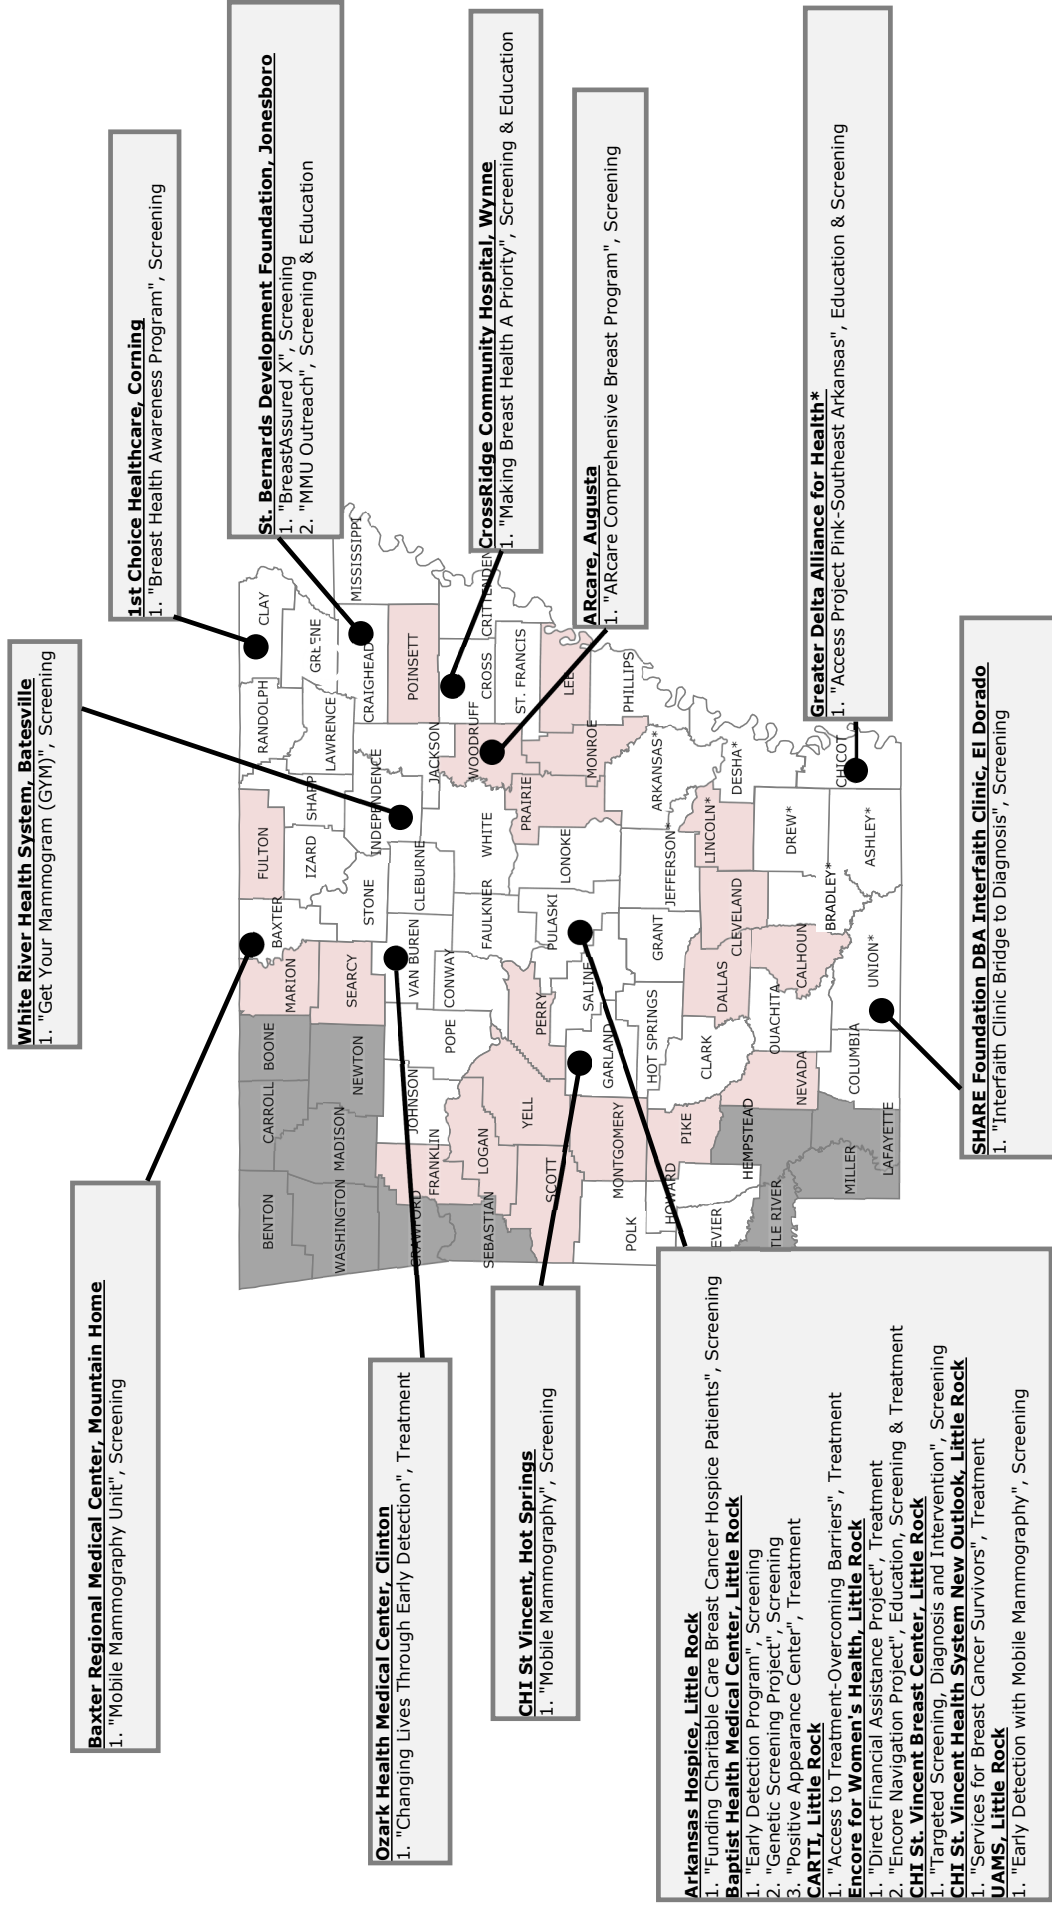 Baxter Regional Medical Center, Mountain Home
1. "Mobile Mammography Unit", Screening
White River Health System, Batesville
1. "Get Your Mammogram (GYM)", Screening
1st Choice Healthcare, Corning
1. "Breast Health Awareness Program", Screening
St. Bernards Development Foundation, Jonesboro
1. "BreastAssured X", Screening
2. "MMU Outreach", Screening & Education
CrossRidge Community Hospital, Wynne
1. "Making Breast Health A Priority", Screening & Education
ARcare, Augusta
1. "ARcare Comprehensive Breast Program", Screening
Greater Delta Alliance for Health*
1. "Access Project Pink-Southeast Arkansas", Education & Screening
SHARE Foundation DBA Interfaith Clinic, El Dorado
1. "Interfaith Clinic Bridge to Diagnosis", Screening
Ozark Health Medical Center, Clinton
1. "Changing Lives Through Early Detection", Treatment
CHI St Vincent, Hot Springs
1. "Mobile Mammography", Screening
Arkansas Hospice, Little Rock
1. "Funding Charitable Care Breast Cancer Hospice Patients", Screening
Baptist Health Medical Center, Little Rock
1. "Early Detection Program", Screening
2. "Genetic Screening Project", Screening
3. "Positive Appearance Center", Treatment
CARTI, Little Rock
1. "Access to Treatment-Overcoming Barriers", Treatment
Encore for Women's Health, Little Rock
1. "Direct Financial Assistance Project", Treatment
2. "Encore Navigation Project", Education, Screening & Treatment
CHI St. Vincent Breast Center, Little Rock
1. "Targeted Screening, Diagnosis and Intervention", Screening
CHI St. Vincent Health System New Outlook, Little Rock
1. "Services for Breast Cancer Survivors", Treatment
UAMS, Little Rock
1. "Early Detection with Mobile Mammography", Screening
BENTON
CARROLL
BOONE
MARION
BAXTER
FULTON
RANDOLPH
CLAY
WASHINGTON
MADISON
NEWTON
SEARCY
IZARD
SHARP
LAWRENCE
GREENE
STONE
INDEPENDENCE
CRAIGHEAD
MISSISSIPPI
CRAWFORD
FRANKLIN
JOHNSON
VAN BUREN
CLEBURNE
JACKSON
POINSETT
SEBASTIAN
LOGAN
POPE
CONWAY
FAULKNER
WHITE
WOODRUFF
CROSS
CRITTENDEN
SCOTT
YELL
PERRY
PULASKI
LONOKE
PRAIRIE
MONROE
ST. FRANCIS
LEE
PHILLIPS
POLK
MONTGOMERY
GARLAND
SALINE
HOT SPRINGS
GRANT
JEFFERSON*
ARKANSAS*
HOWARD
PIKE
CLARK
DALLAS
CLEVELAND
LINCOLN*
DESHA*
EVIER
TLE RIVER
HEMPSTEAD
NEVADA
OUACHITA
CALHOUN
BRADLEY*
DREW*
CHICOT
MILLER
LAFAYETTE
COLUMBIA
UNION*
ASHLEY*